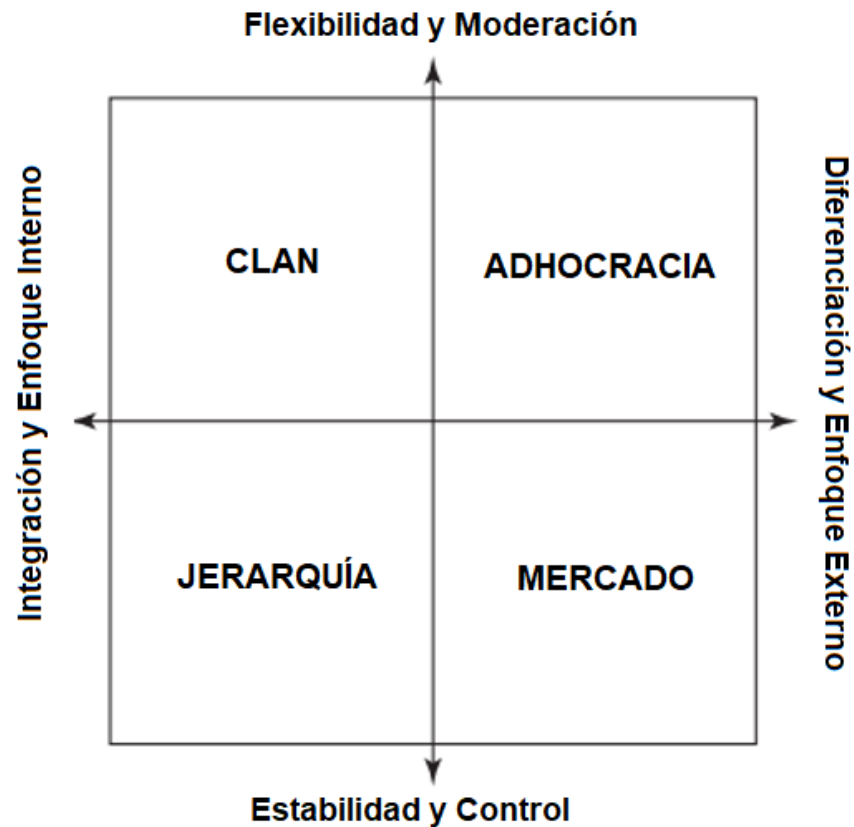 Flexibilidad y Moderación
Integración y Enfoque Interno
CLAN
ADHOCRACIA
Diferenciación y Enfoque Externo
JERARQUÍA
MERCADO
Estabilidad y Control